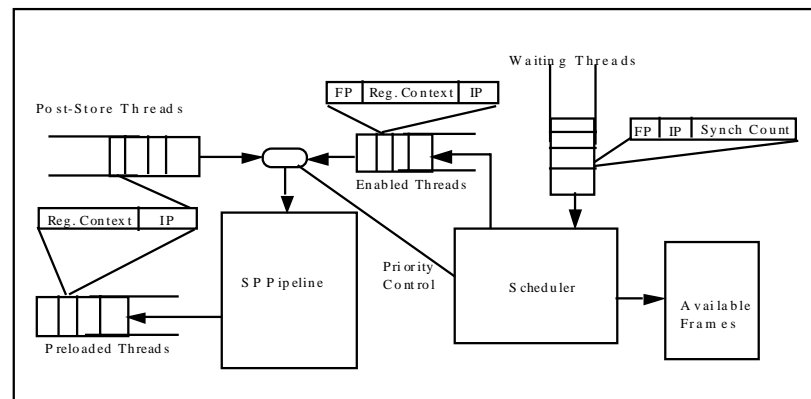 Waiting Threads
FP Reg. Context IP
Post-Store Threads
FP IP Synch Count
Enabled Threads
Reg. Context IP
SP Pipeline
Priority
Control
Scheduler
Available
Frames
Preloaded Threads